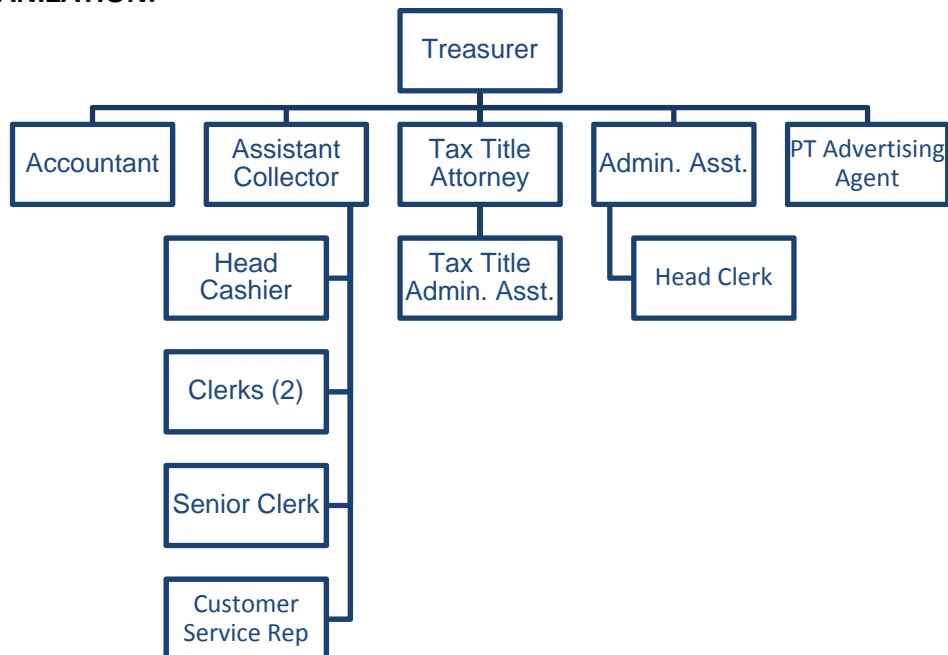 Treasurer
Accountant
Assistant
Collector
Tax Title
Attorney
Admin. Asst.
PT Advertising
Agent
Head
Cashier
Tax Title
Admin. Asst.
Head Clerk
Clerks (2)
Senior Clerk
Customer
Service Rep